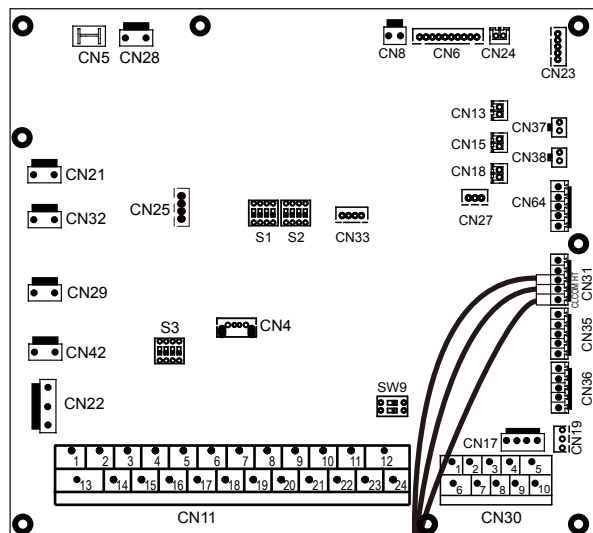 CN5
CN28
CN8
CN6
CN24
CN23
CN13
CN37
CN15
CN38
CN18
CN21
CN32
CN25
S1
S2
CN33
CN27
CN64
CN31
CL COM HT
CN29
CN4
CN35
S3
CN42
CN36
CN22
SW9
CN17
CN19
1 2 3 4 5 6 7 8 9 10 11 12
13 14 15 16 17 18 19 20 21 22 23 24
CN11
1 2 3 4 5
6 7 8 9 10
CN30